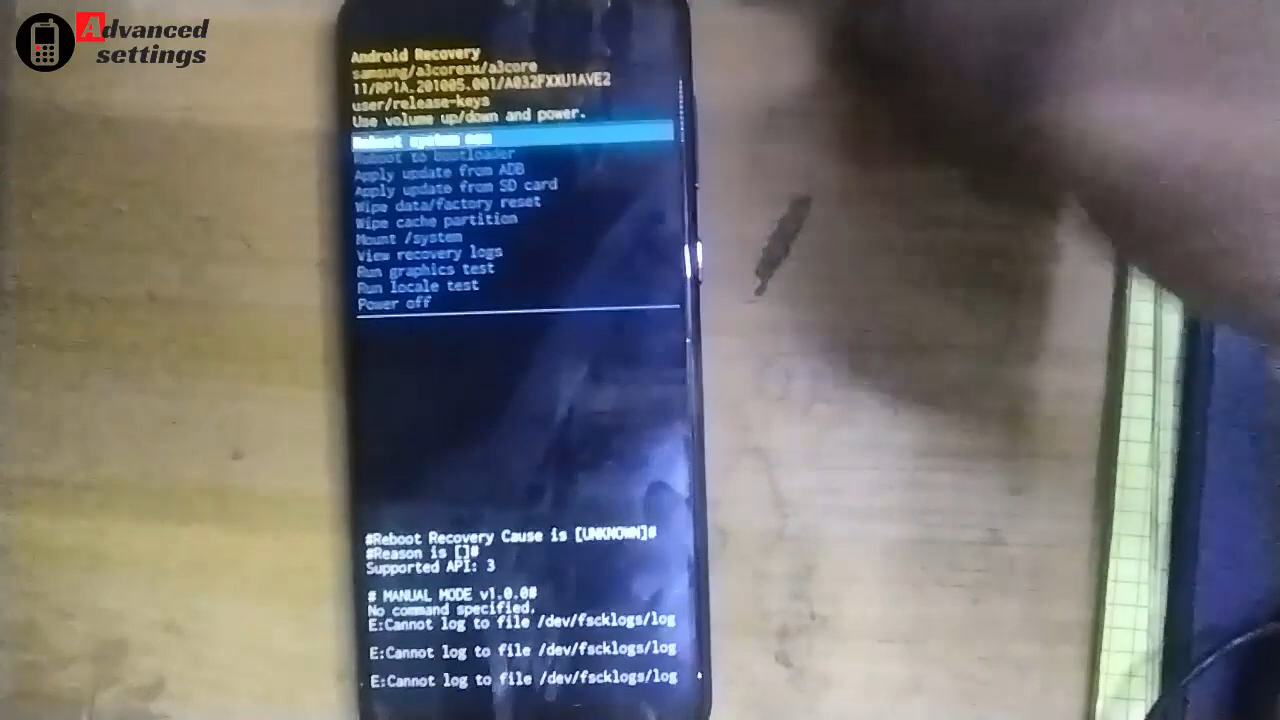 Advanced
settings
Android Recovery
samsung/a3corexx/a3core
11/RP1A.201005.001/A032FXXU1AVE2
user/release-keys
Use volume up/down and power.
Reboot system now
Reboot to bootloader
Apply update from ADB
Apply update from SD card
Wipe data/factory reset
Wipe cache partition
Mount /system
View recovery logs
Run graphics test
Run locale test
Power off
#Reboot Recovery Cause is [UNKNOWN]#
#Reason is []#
Supported API: 3
# MANUAL MODE v1.0.0#
No command specified.
E:Cannot log to file /dev/fscklogs/log
E:Cannot log to file /dev/fscklogs/log
E:Cannot log to file /dev/fscklogs/log